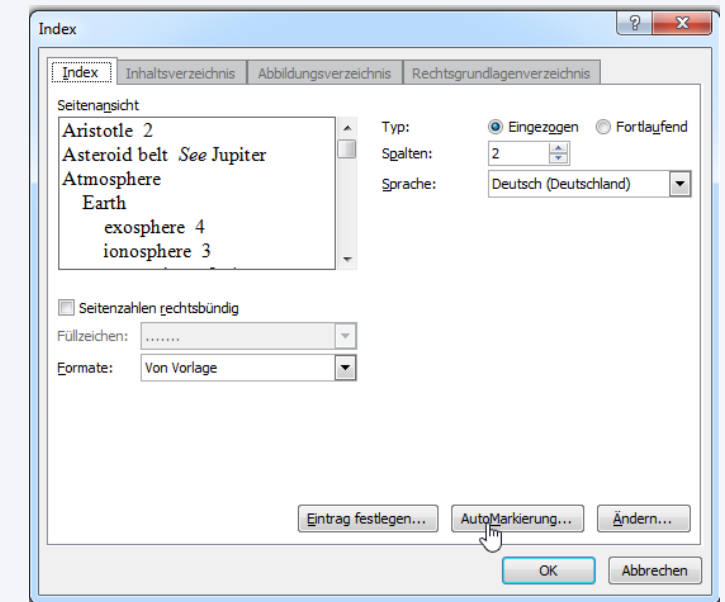 Index
Index Inhaltsverzeichnis Abbildungsverzeichnis Rechtsgrundlagenverzeichnis
Seitenansicht
Aristotle 2
Asteroid belt See Jupiter
Atmosphere
Earth
exosphere 4
ionosphere 3
Typ: Eingezogen Fortlaufend
Spalten: 2
Sprache: Deutsch (Deutschland)
Seitenzahlen rechtsbündig
Füllzeichen: .......
Formate: Von Vorlage
Eintrag festlegen... AutoMarkierung... Ändern...
OK Abbrechen